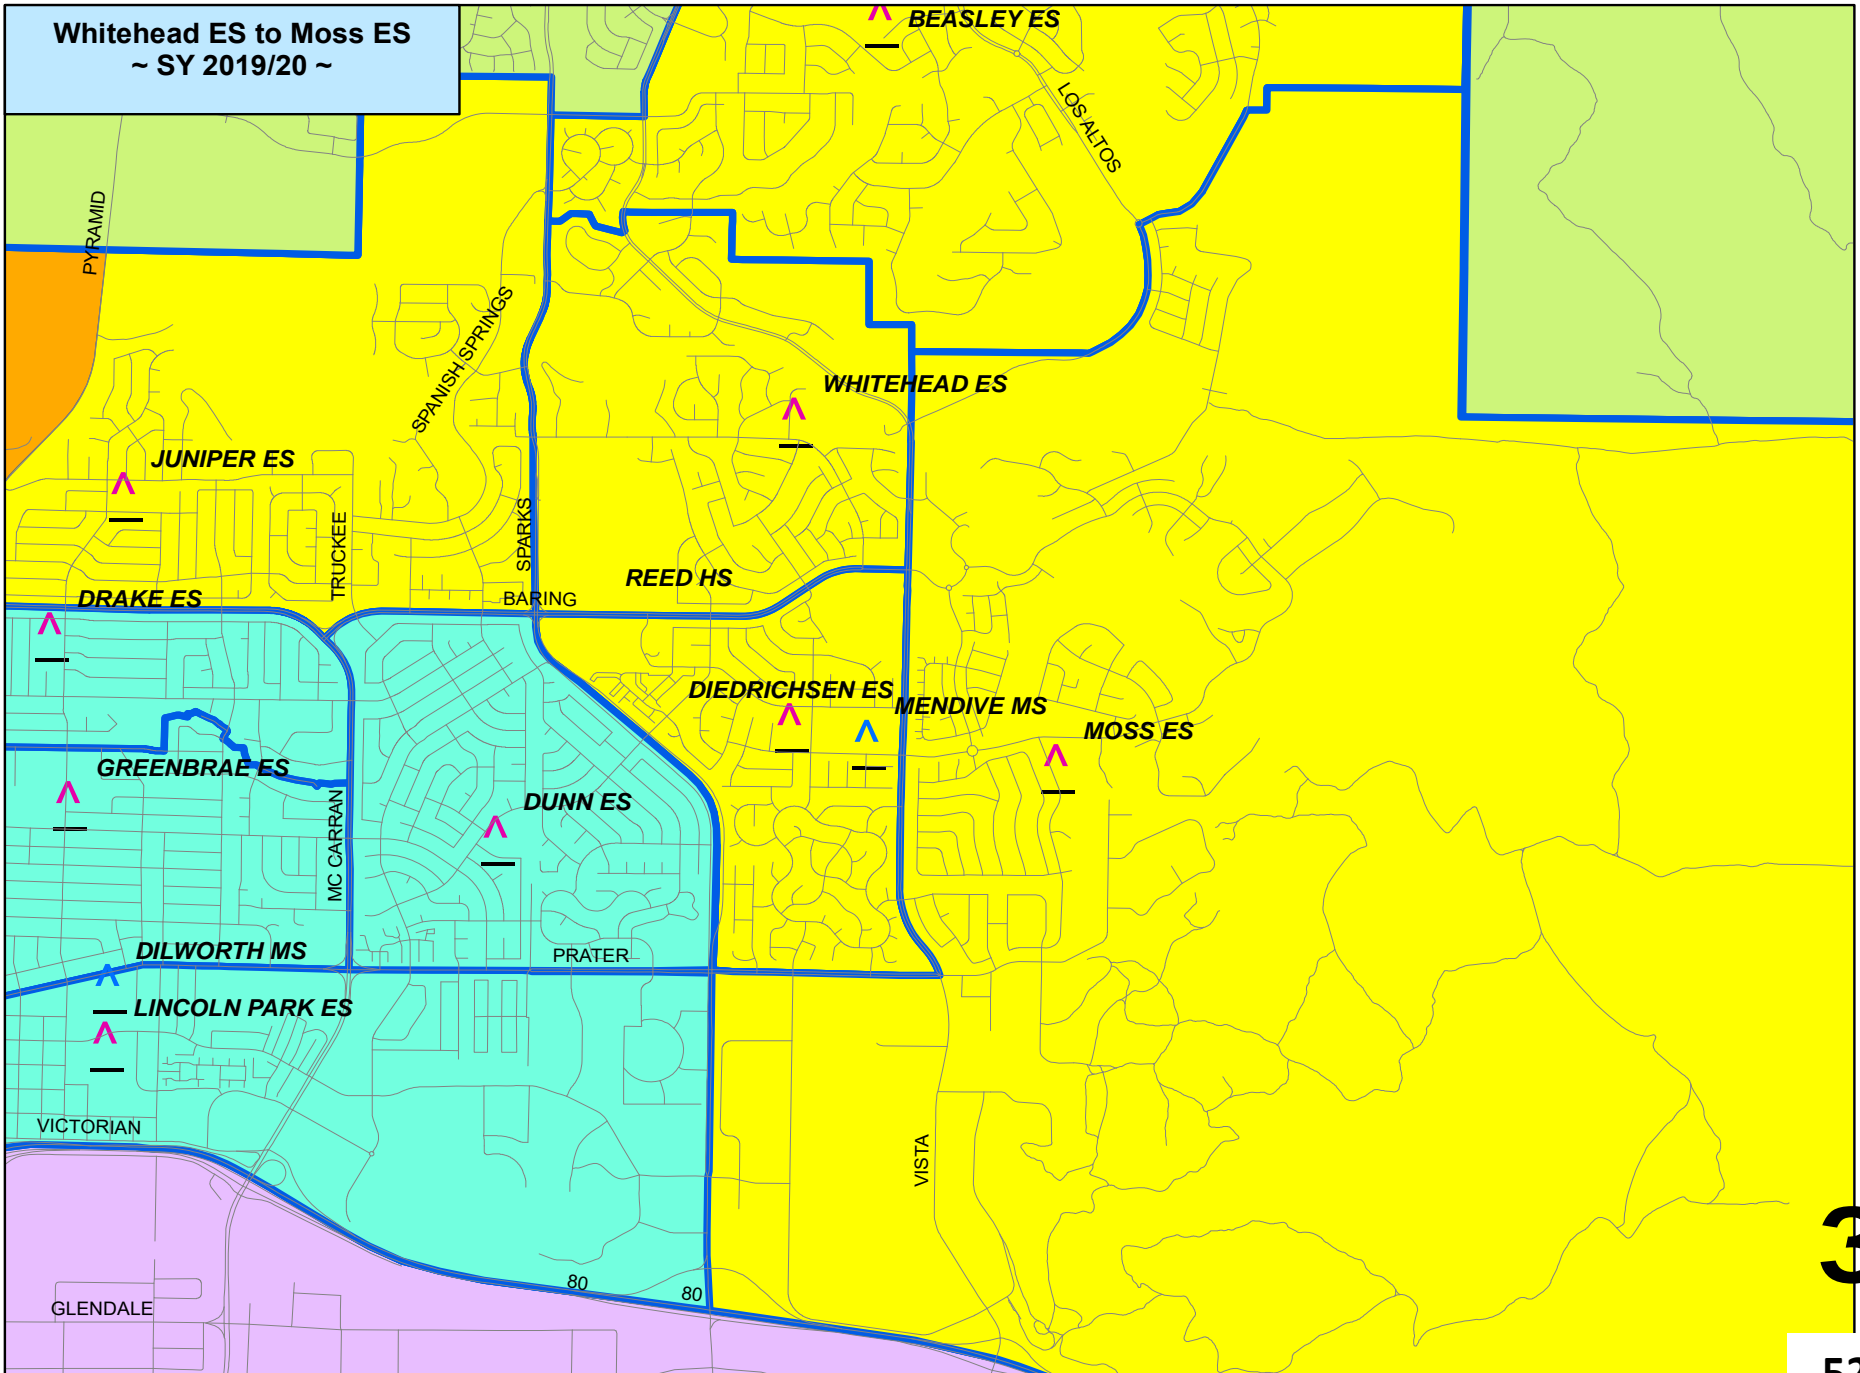 Whitehead ES to Moss ES
~ SY 2019/20 ~
BEASLEY ES
LOS ALTOS
PYRAMID
SPANISH SPRINGS
WHITEHEAD ES
JUNIPER ES
TRUCKEE
SPARKS
REED HS
BARING
DRAKE ES
DIEDRICHSEN ES
MENDIVE MS
MOSS ES
GREENBRAE ES
DUNN ES
MC CARRAN
DILWORTH MS
PRATER
LINCOLN PARK ES
VICTORIAN
VISTA
3
80
80
GLENDALE